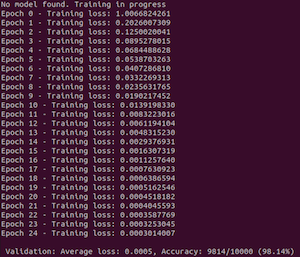 No model found. Training in progress
Epoch 0 - Training loss: 1.0066824261
Epoch 1 - Training loss: 0.2026007309
Epoch 2 - Training loss: 0.1250020041
Epoch 3 - Training loss: 0.0895278015
Epoch 4 - Training loss: 0.0684488628
Epoch 5 - Training loss: 0.0538703263
Epoch 6 - Training loss: 0.0407286810
Epoch 7 - Training loss: 0.0332269313
Epoch 8 - Training loss: 0.0235631765
Epoch 9 - Training loss: 0.0190217452
Epoch 10 - Training loss: 0.0139198330
Epoch 11 - Training loss: 0.0083223016
Epoch 12 - Training loss: 0.0061194104
Epoch 13 - Training loss: 0.0048315230
Epoch 14 - Training loss: 0.0029376931
Epoch 15 - Training loss: 0.0016307319
Epoch 16 - Training loss: 0.0011257640
Epoch 17 - Training loss: 0.0007630923
Epoch 18 - Training loss: 0.0006386594
Epoch 19 - Training loss: 0.0005162546
Epoch 20 - Training loss: 0.0004518182
Epoch 21 - Training loss: 0.0004045593
Epoch 22 - Training loss: 0.0003587769
Epoch 23 - Training loss: 0.0003253045
Epoch 24 - Training loss: 0.0003014007
Validation: Average loss: 0.0005, Accuracy: 9814/10000 (98.14%)